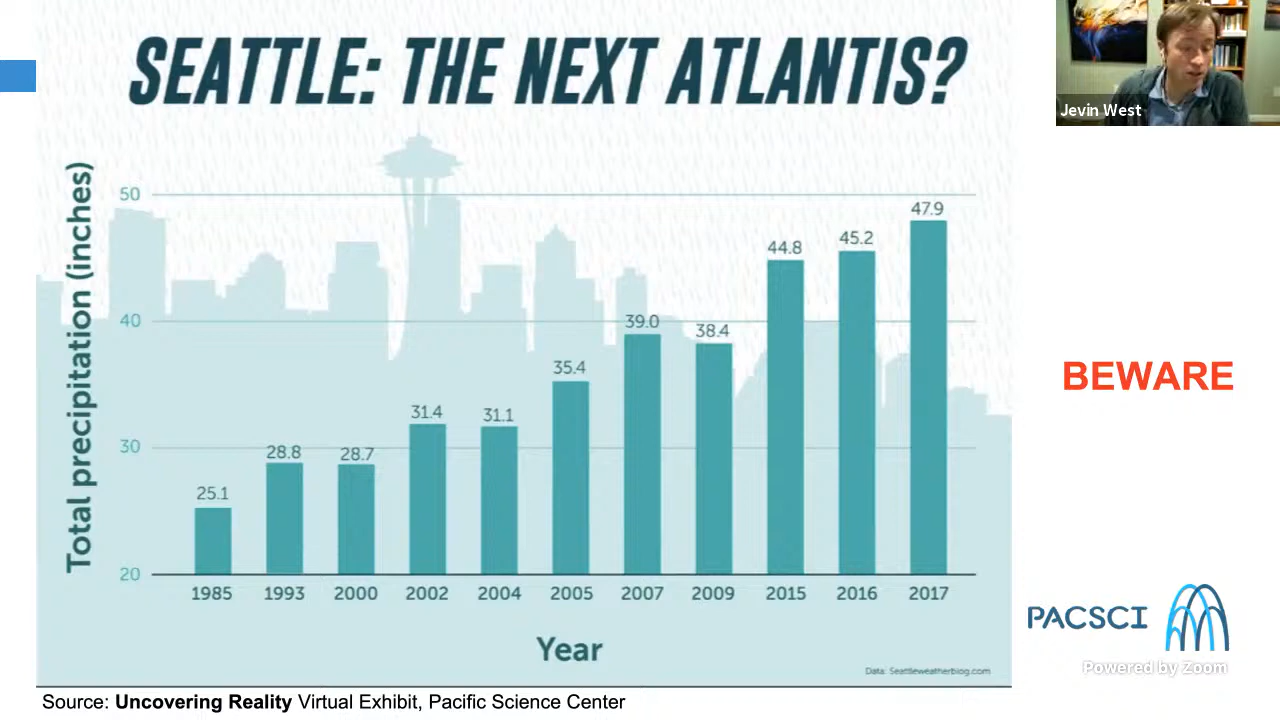 SEATTLE: THE NEXT ATLANTIS?
Jevin West
Total precipitation (inches)
50
40
30
20
25.1
28.8
28.7
31.4
31.1
35.4
39.0
38.4
44.8
45.2
47.9
1985 1993 2000 2002 2004 2005 2007 2009 2015 2016 2017
Year
Data: Seattleweatherblog.com
BEWARE
PACSCI
Powered by Zoom
Source: Uncovering Reality Virtual Exhibit, Pacific Science Center